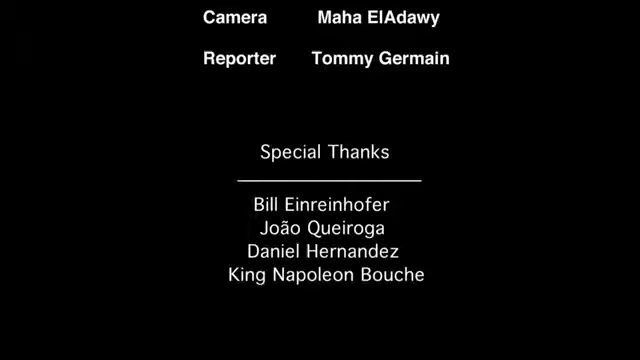 Camera Maha ElAdawy
Reporter Tommy Germain
Special Thanks
Bill Einreinhofer
João Queiroga
Daniel Hernandez
King Napoleon Bouche